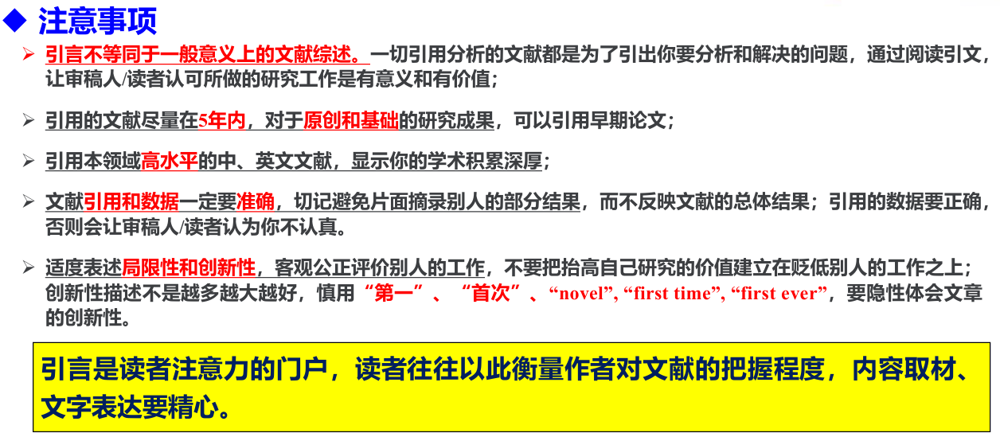 ◆ 注意事项
➢ 引言不等同于一般意义上的文献综述。一切引用分析的文献都是为了引出你要分析和解决的问题，通过阅读引文，
让审稿人/读者认可所做的研究工作是有意义和有价值；
➢ 引用的文献尽量在5年内，对于原创和基础的研究成果，可以引用早期论文；
➢ 引用本领域高水平的中、英文文献，显示你的学术积累深厚；
➢ 文献引用和数据一定要准确，切记避免片面摘录别人的部分结果，而不反映文献的总体结果；引用的数据要正确，
否则会让审稿人/读者认为你不认真。
➢ 适度表述局限性和创新性，客观公正评价别人的工作，不要把抬高自己研究的价值建立在贬低别人的工作之上；
创新性描述不是越多越大越好，慎用“第一”、“首次”、“novel”, “first time”, “first ever”，要隐性体会文章
的创新性。
引言是读者注意力的门户，读者往往以此衡量作者对文献的把握程度，内容取材、
文字表达要精心。